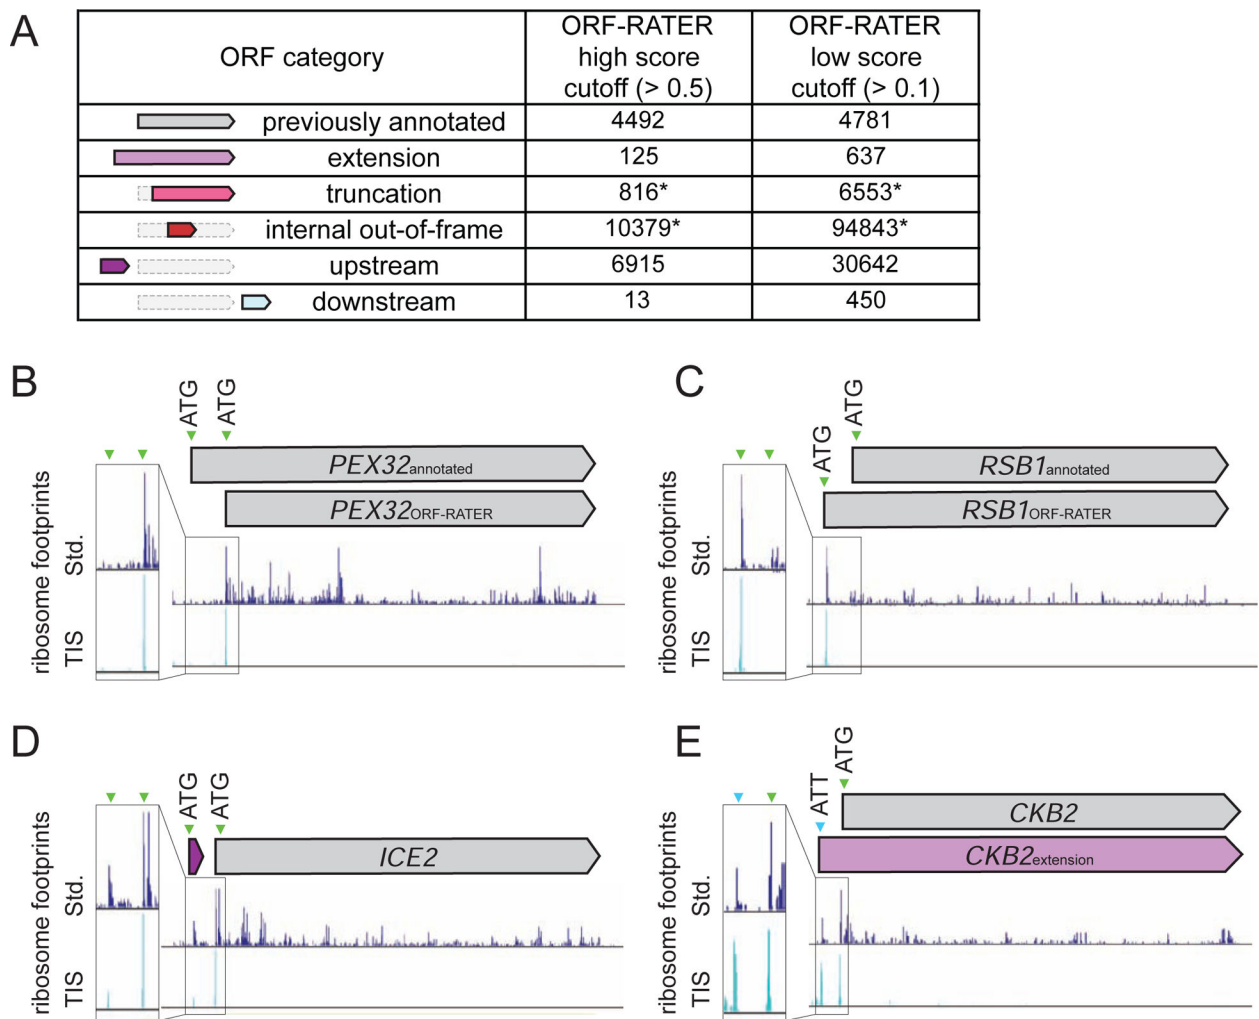 A
ORF category
ORF-RATER
high score
cutoff (> 0.5)
ORF-RATER
low score
cutoff (> 0.1)
previously annotated 4492 4781
extension 125 637
truncation 816* 6553*
internal out-of-frame 10379* 94843*
upstream 6915 30642
downstream 13 450
B
ATG
ATG
PEX32annotated
PEX32ORF-RATER
ribosome footprints
Std.
TIS
C
ATG
ATG
RSB1annotated
RSB1ORF-RATER
ribosome footprints
Std.
TIS
D
ATG
ATG
ICE2
ribosome footprints
Std.
TIS
E
ATT
ATG
CKB2
CKB2extension
ribosome footprints
Std.
TIS